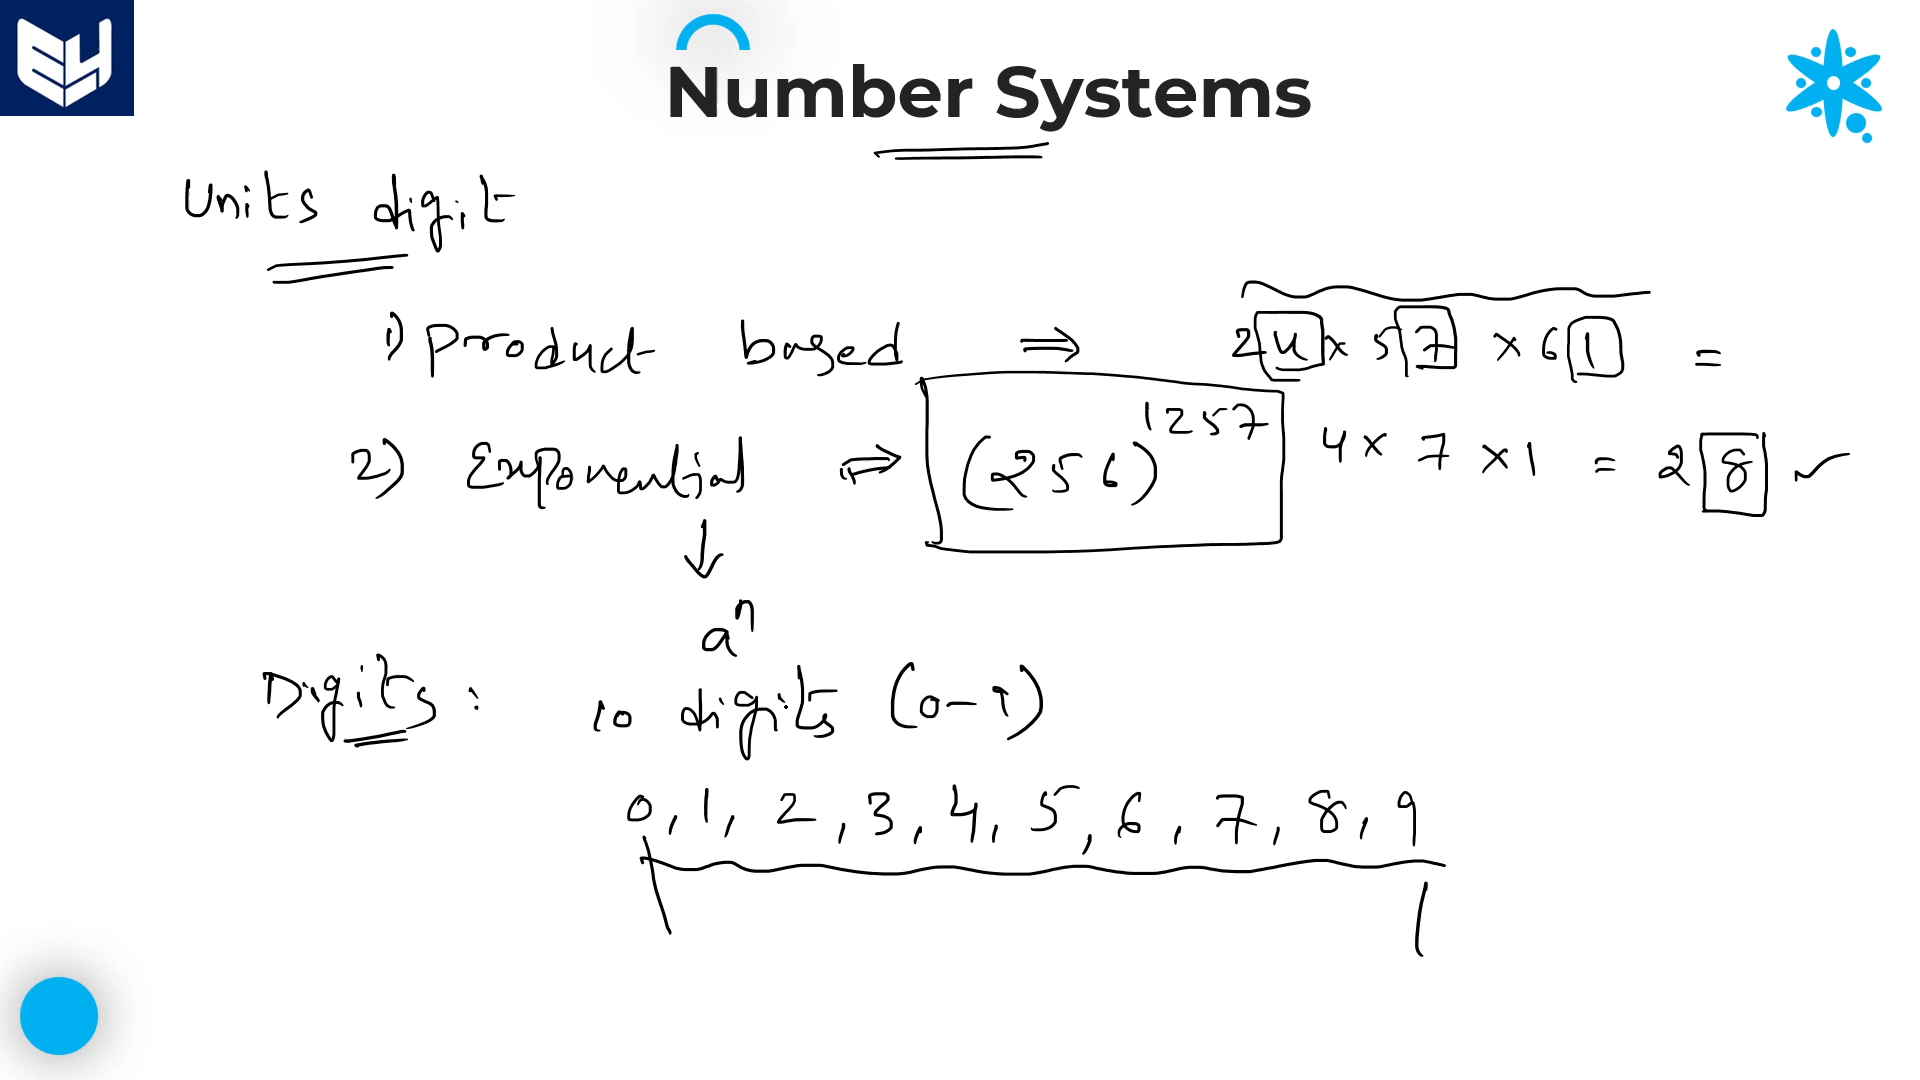 EY
Number Systems
Units digit
1) Product based ⇒ 24 × 57 × 61 =
2) Exponential ⇒ (256)^1257 4 × 7 × 1 = 28 ✓
↓
a^n
Digits : 10 digits (0-9)
0, 1, 2, 3, 4, 5, 6, 7, 8, 9